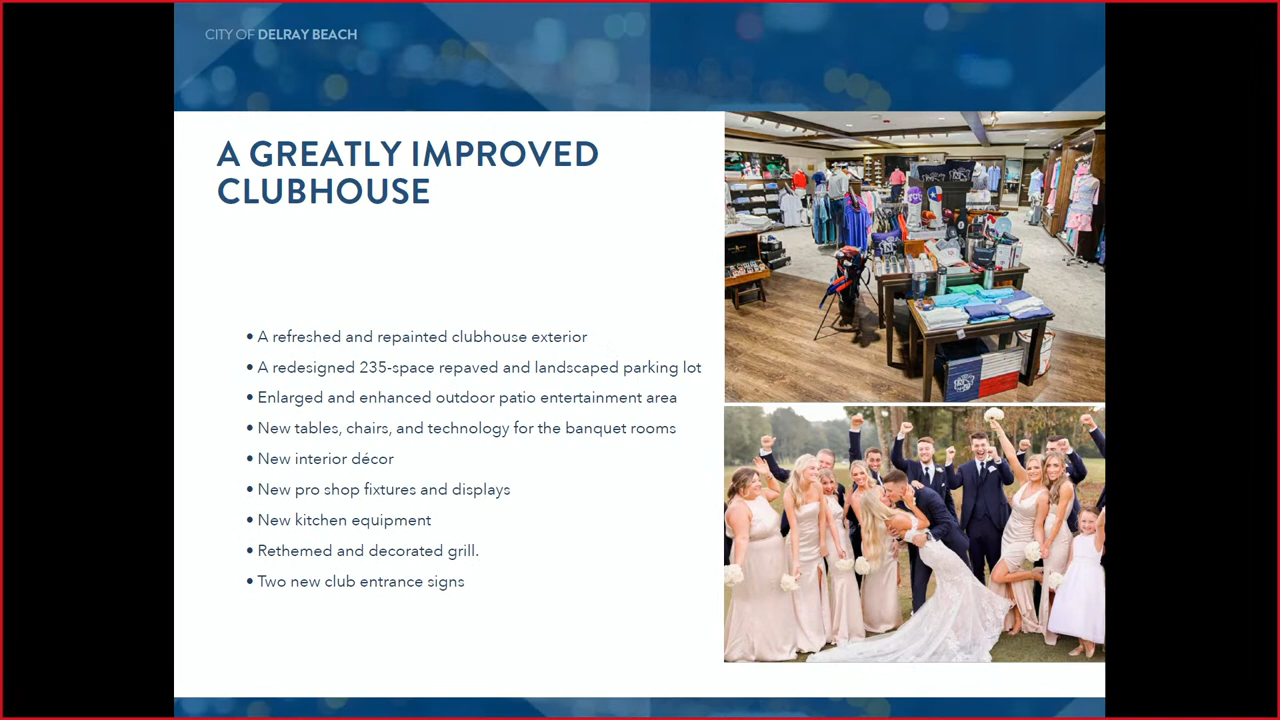 CITY OF DELRAY BEACH
A GREATLY IMPROVED
CLUBHOUSE
• A refreshed and repainted clubhouse exterior
• A redesigned 235-space repaved and landscaped parking lot
• Enlarged and enhanced outdoor patio entertainment area
• New tables, chairs, and technology for the banquet rooms
• New interior décor
• New pro shop fixtures and displays
• New kitchen equipment
• Rethemed and decorated grill.
• Two new club entrance signs